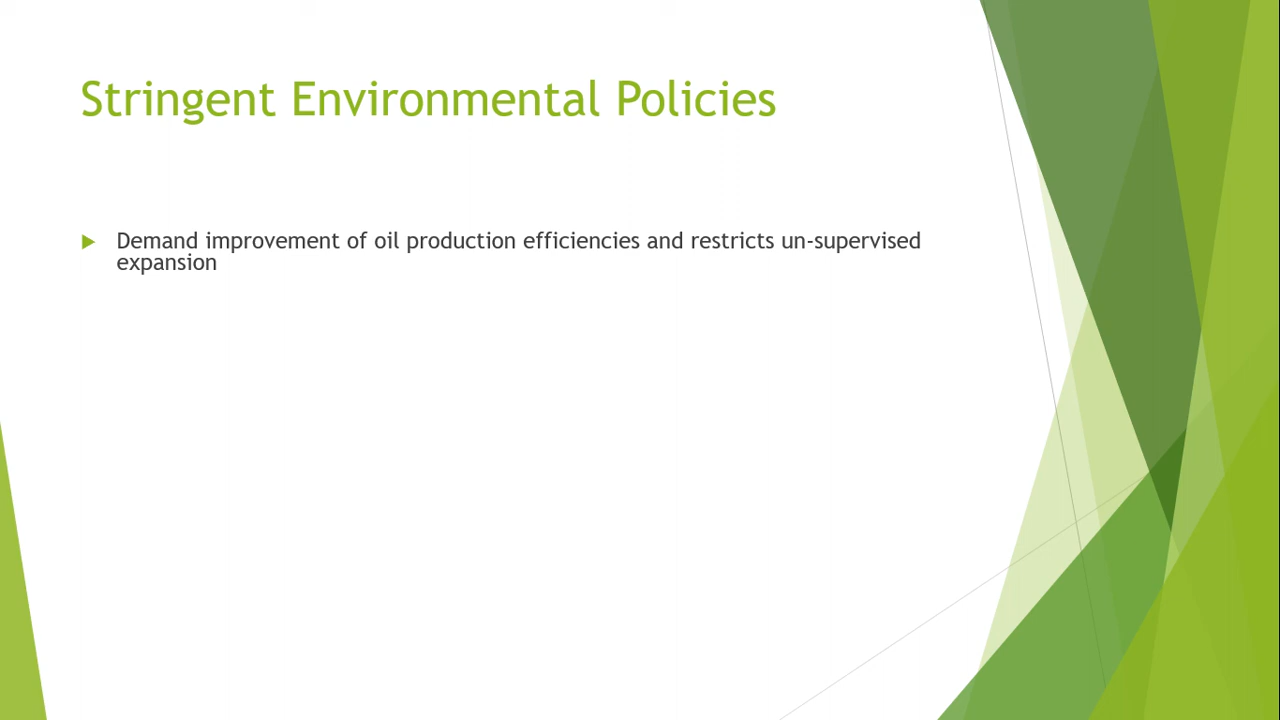 Stringent Environmental Policies
Demand improvement of oil production efficiencies and restricts un-supervised
expansion